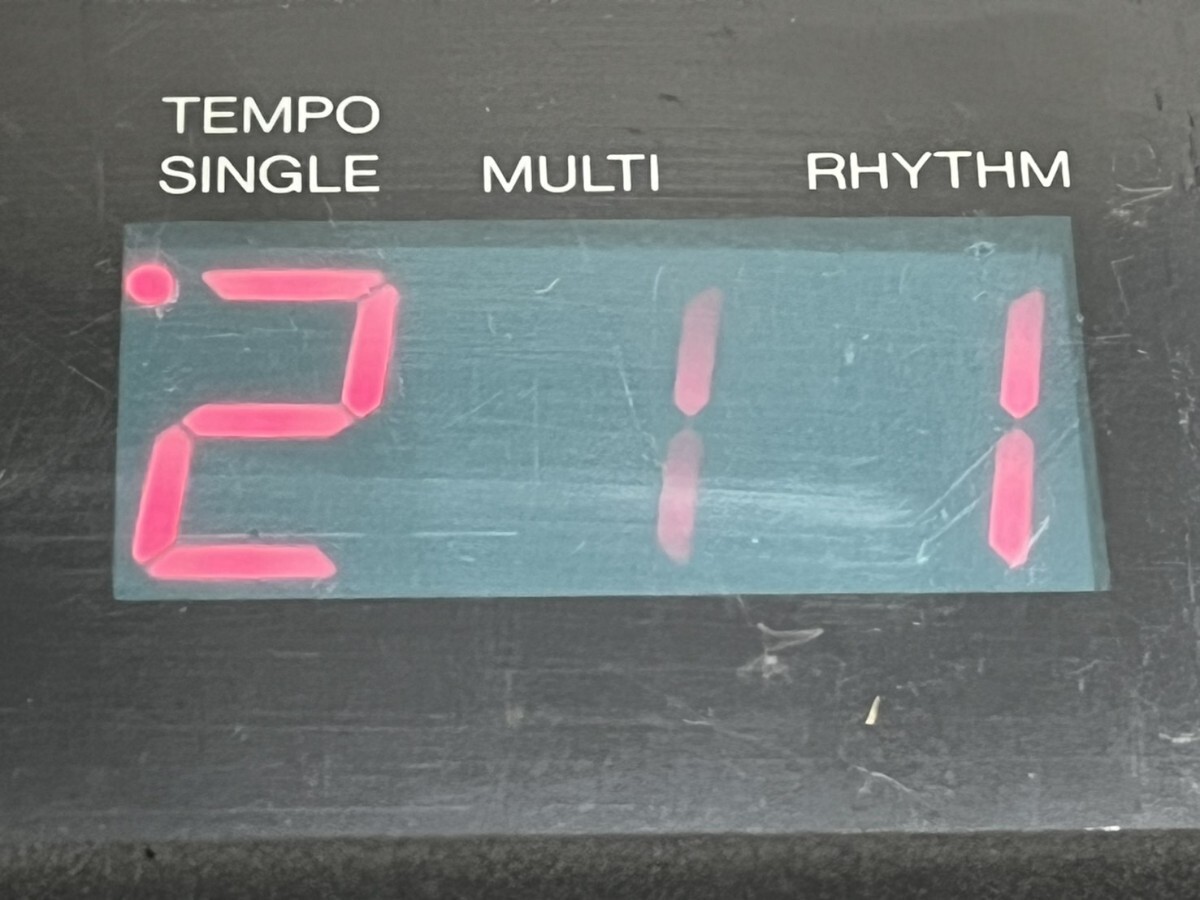 TEMPO
SINGLE MULTI RHYTHM
2 1 1